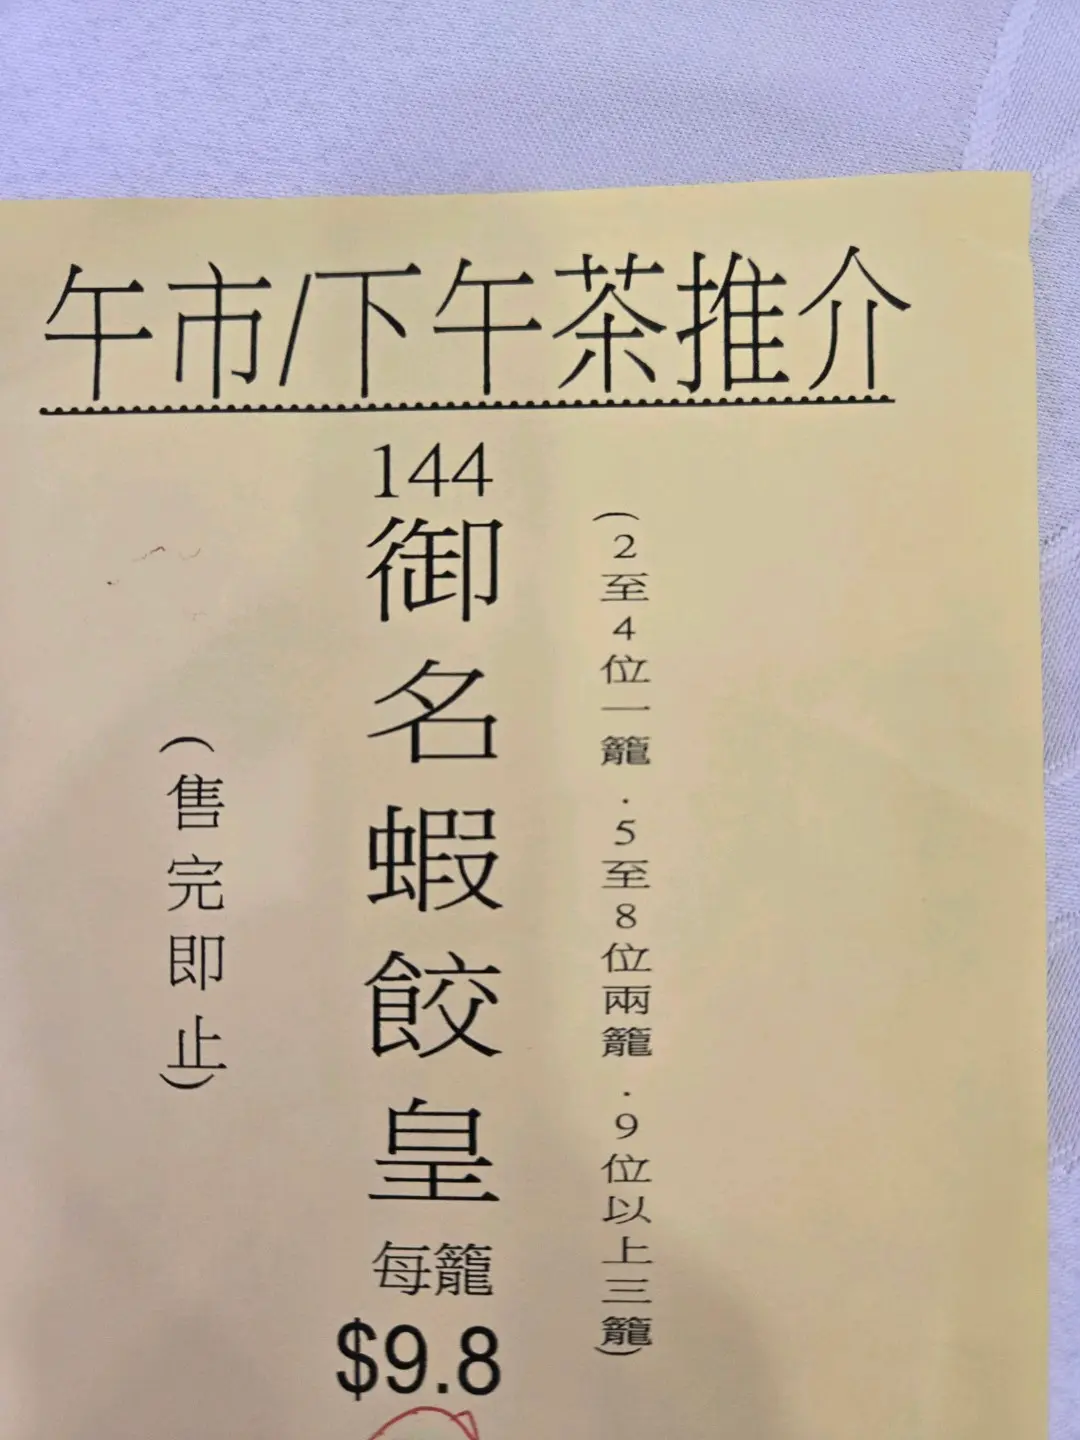 午市/下午茶推介
(2至4位一籠.5至8位兩籠.9位以上三籠)
144
御名蝦餃皇
每籠
$9.8
(售完即止)